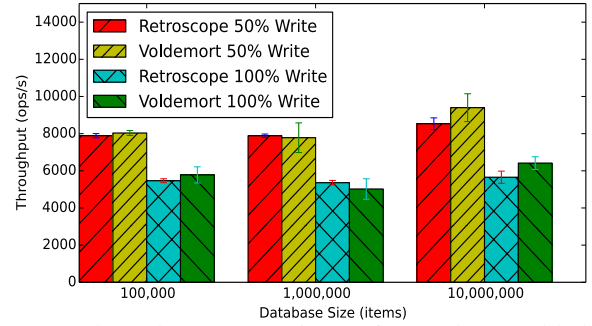 14000
12000
10000
8000
6000
4000
2000
0
Throughput (ops/s)
Retroscope 50% Write
Voldemort 50% Write
Retroscope 100% Write
Voldemort 100% Write
100,000
1,000,000
10,000,000
Database Size (items)